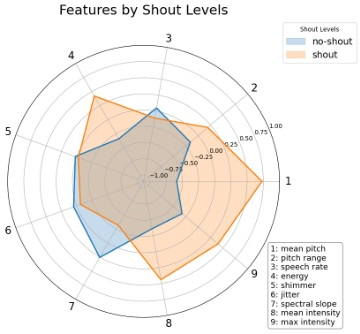 Features by Shout Levels
Shout Levels
no-shout
shout
3
4
2
1.00
0.75
0.50
0.25
0.00
−0.25
−0.50
−0.75
−1.00
5
1
6
9
7
8
1: mean pitch
2: pitch range
3: speech rate
4: energy
5: shimmer
6: jitter
7: spectral slope
8: mean intensity
9: max intensity